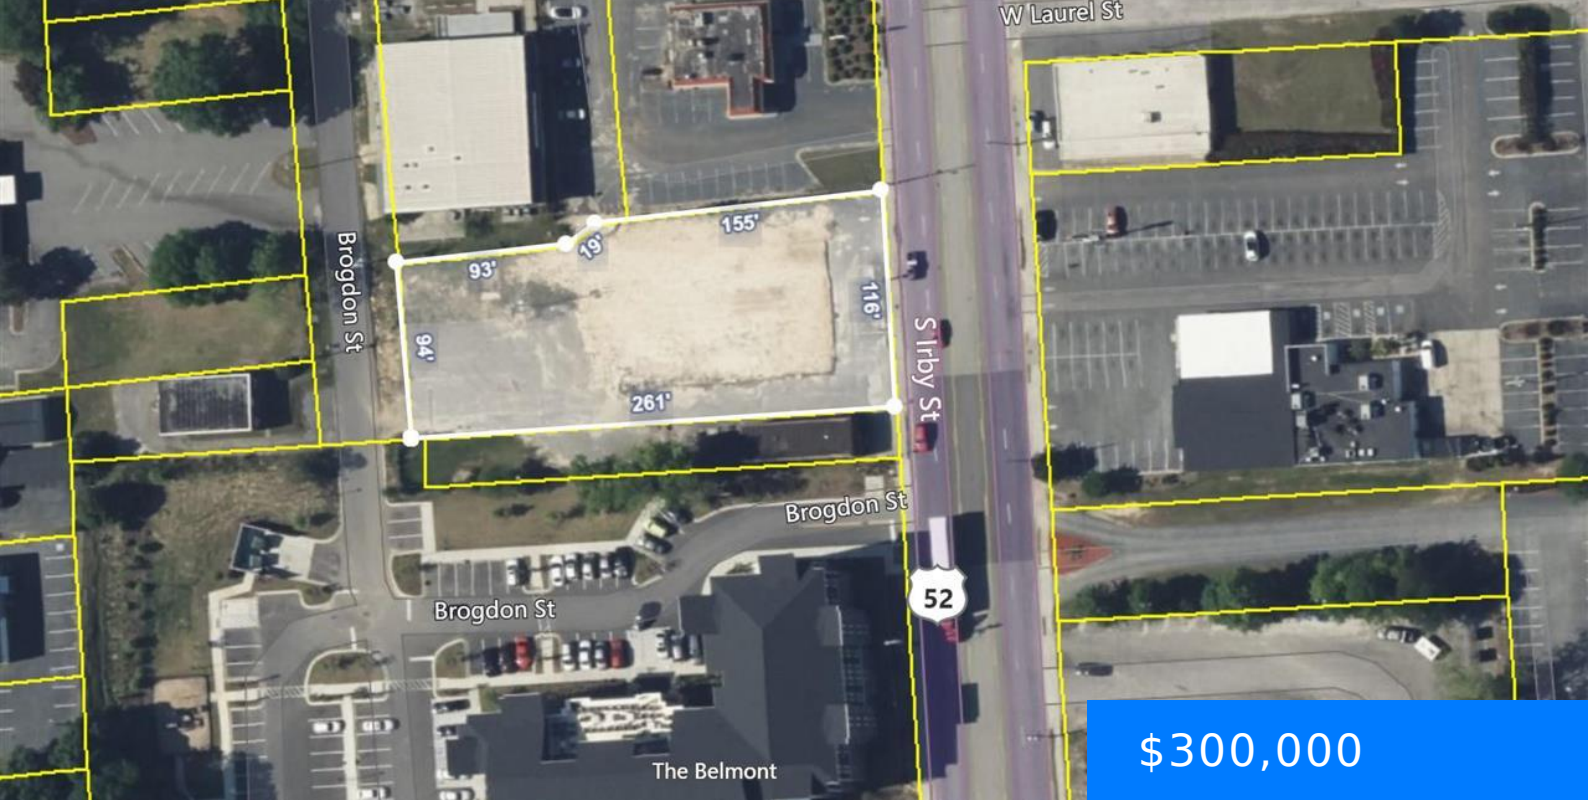 W Laurel St
155'
19'
93'
Brogdon St
116'
94'
S Irby St
261'
Brogdon St
52
Brogdon St
The Belmont
$300,000